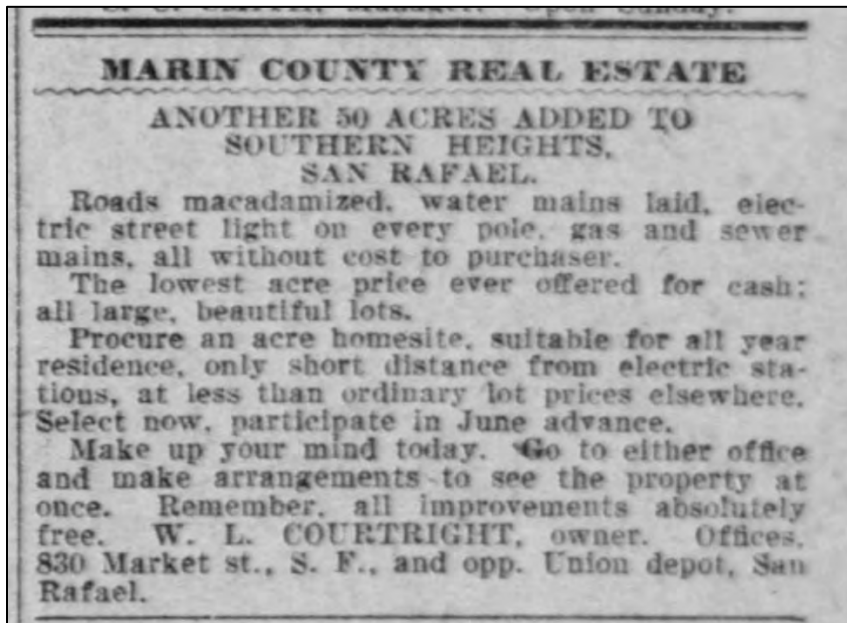 MARIN COUNTY REAL ESTATE
ANOTHER 50 ACRES ADDED TO
SOUTHERN HEIGHTS,
SAN RAFAEL.
Roads macadamized, water mains laid, elec-
tric street light on every pole, gas and sewer
mains, all without cost to purchaser.
The lowest acre price ever offered for cash;
all large, beautiful lots.
Procure an acre homesite, suitable for all year
residence, only short distance from electric sta-
tions, at less than ordinary lot prices elsewhere.
Select now, participate in June advance.
Make up your mind today. Go to either office
and make arrangements to see the property at
once. Remember, all improvements absolutely
free. W. L. COURTRIGHT, owner. Offices,
830 Market st., S. F., and opp. Union depot, San
Rafael.